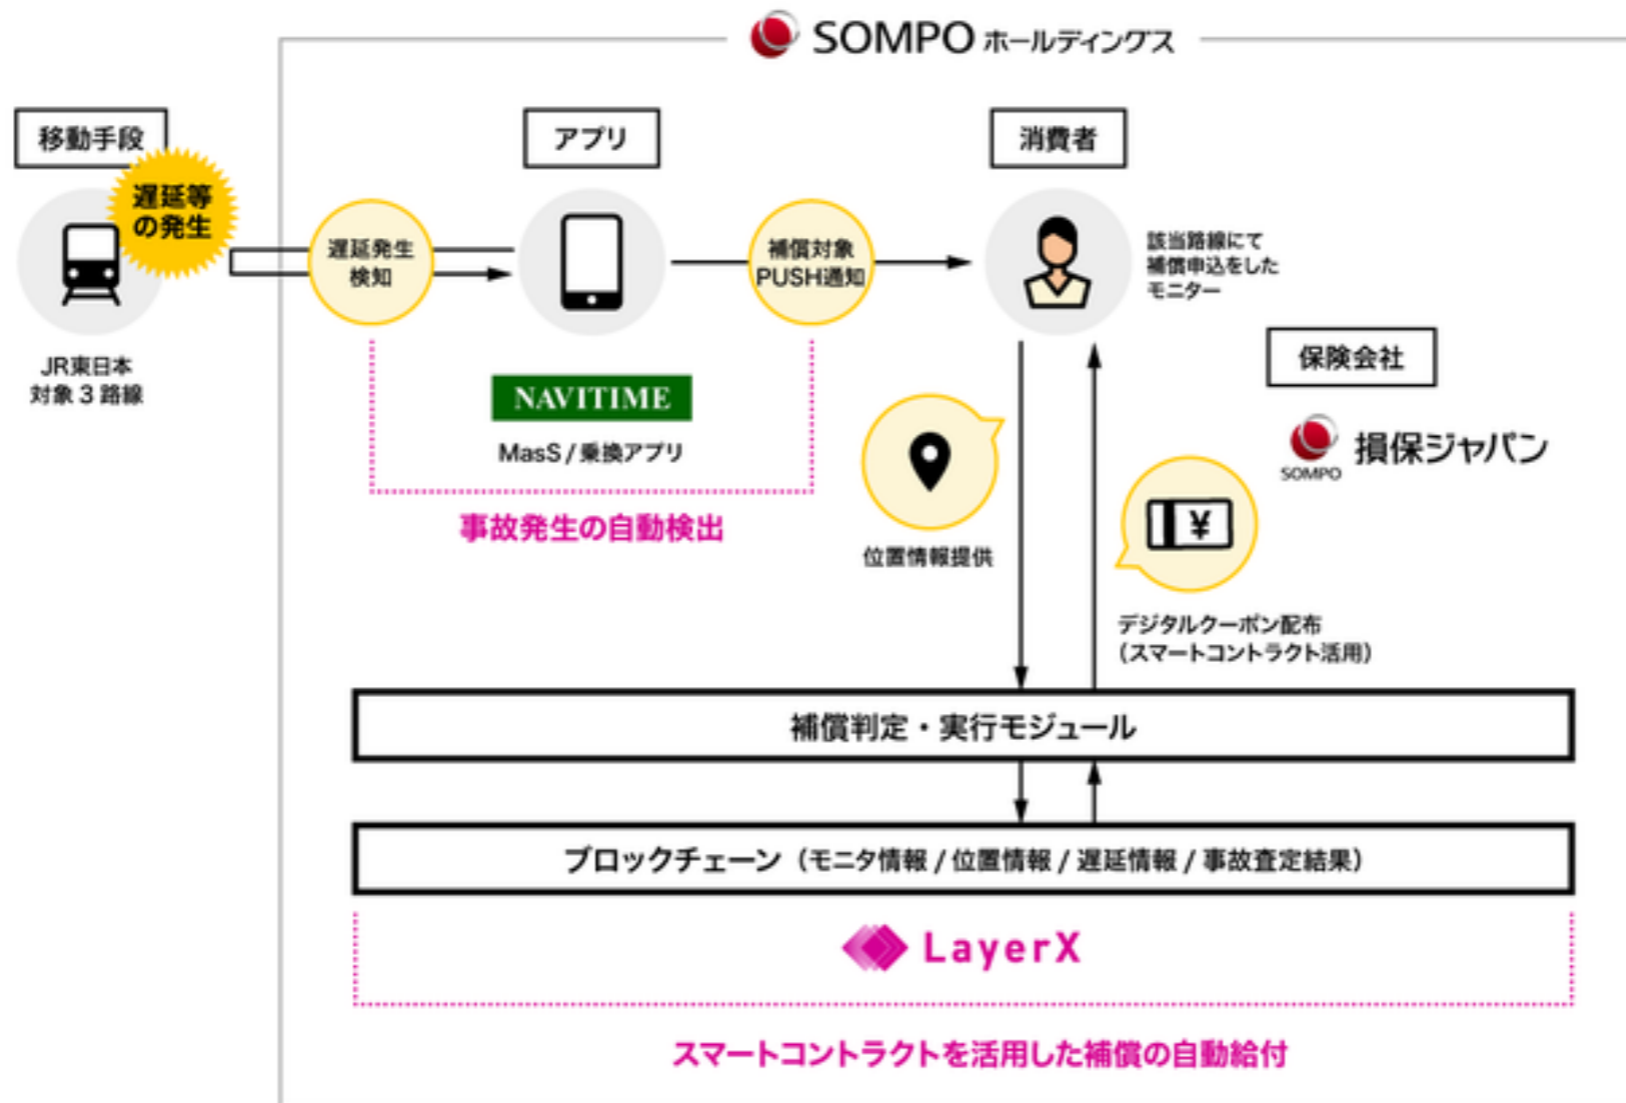 SOMPO ホールディングス
移動手段
遅延等
の発生
JR東日本
対象 3 路線
遅延発生
検知
アプリ
NAVITIME
MasS / 乗換アプリ
補償対象
PUSH通知
消費者
該当路線にて
補償申込をした
モニター
事故発生の自動検出
保険会社
SOMPO
損保ジャパン
位置情報提供
¥
デジタルクーポン配布
（スマートコントラクト活用）
補償判定・実行モジュール
ブロックチェーン（モニタ情報 / 位置情報 / 遅延情報 / 事故査定結果）
LayerX
スマートコントラクトを活用した補償の自動給付